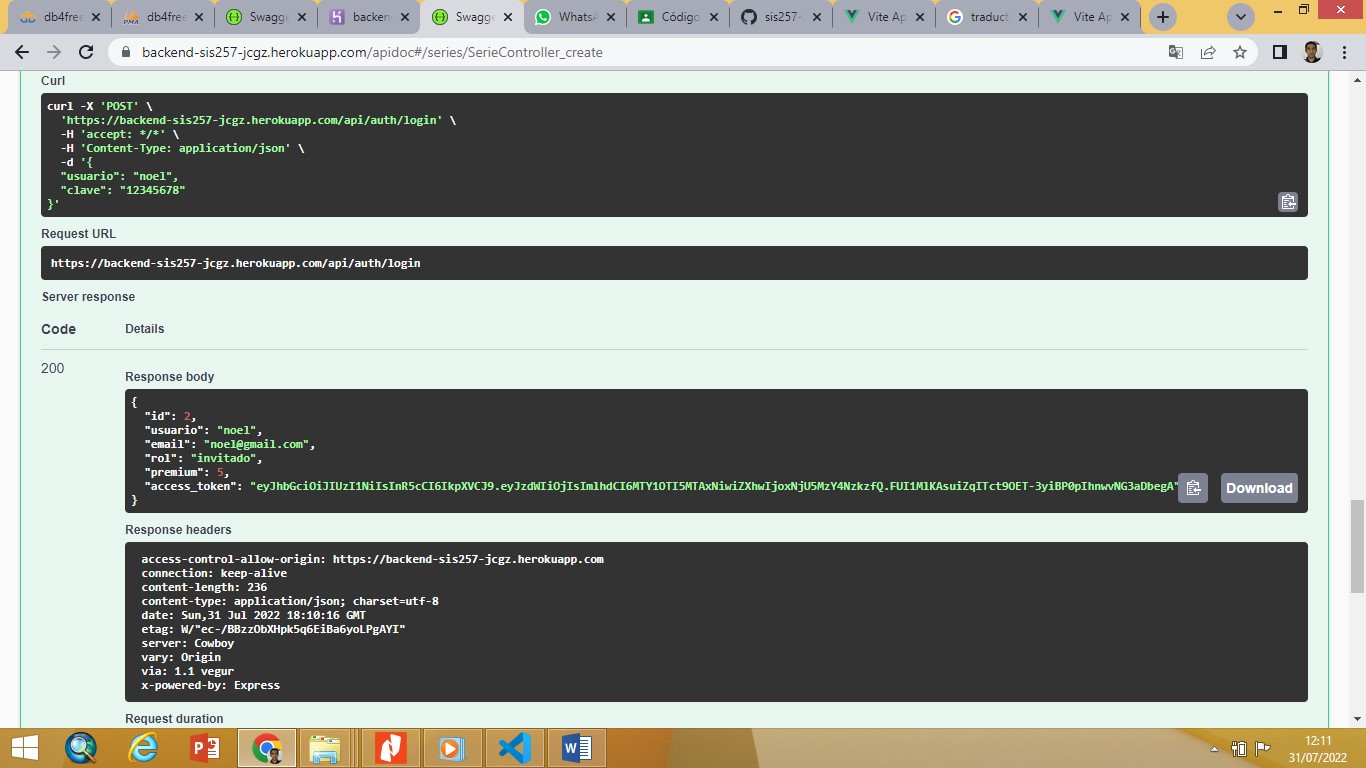 db4free
db4free
Swagge
backen
Swagge
WhatsA
Código
sis257-
Vite Ap
traduct
Vite Ap
backend-sis257-jcgz.herokuapp.com/apidoc#/series/SerieController_create
Curl
curl -X 'POST' \
'https://backend-sis257-jcgz.herokuapp.com/api/auth/login' \
-H 'accept: */*' \
-H 'Content-Type: application/json' \
-d '{
"usuario": "noel",
"clave": "12345678"
}'
Request URL
https://backend-sis257-jcgz.herokuapp.com/api/auth/login
Server response
Code Details
200
Response body
{
"id": 2,
"usuario": "noel",
"email": "noel@gmail.com",
"rol": "invitado",
"premium": 5,
"access_token": "eyJhbGciOiJIUzI1NiIsInR5cCI6IkpXVCJ9.eyJzdWIiOjIsImlhdCI6MTY1OTI5MTAxNiwiZXhwIjoxNjU5MzY4NzkzfQ.FUI1MlKAsuiZqITct9OET-3yiBP0pIhnwvNG3aDbegA"
}
Download
Response headers
access-control-allow-origin: https://backend-sis257-jcgz.herokuapp.com
connection: keep-alive
content-length: 236
content-type: application/json; charset=utf-8
date: Sun,31 Jul 2022 18:10:16 GMT
etag: W/"ec-/BBzzObXHpk5q6EiBa6yoLPgAYI"
server: Cowboy
vary: Origin
via: 1.1 vegur
x-powered-by: Express
Request duration
12:11
31/07/2022